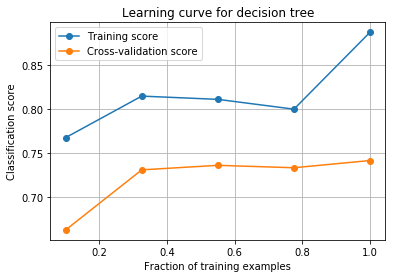 Learning curve for decision tree
Training score
Cross-validation score
Classification score
0.85
0.80
0.75
0.70
0.2
0.4
0.6
0.8
1.0
Fraction of training examples